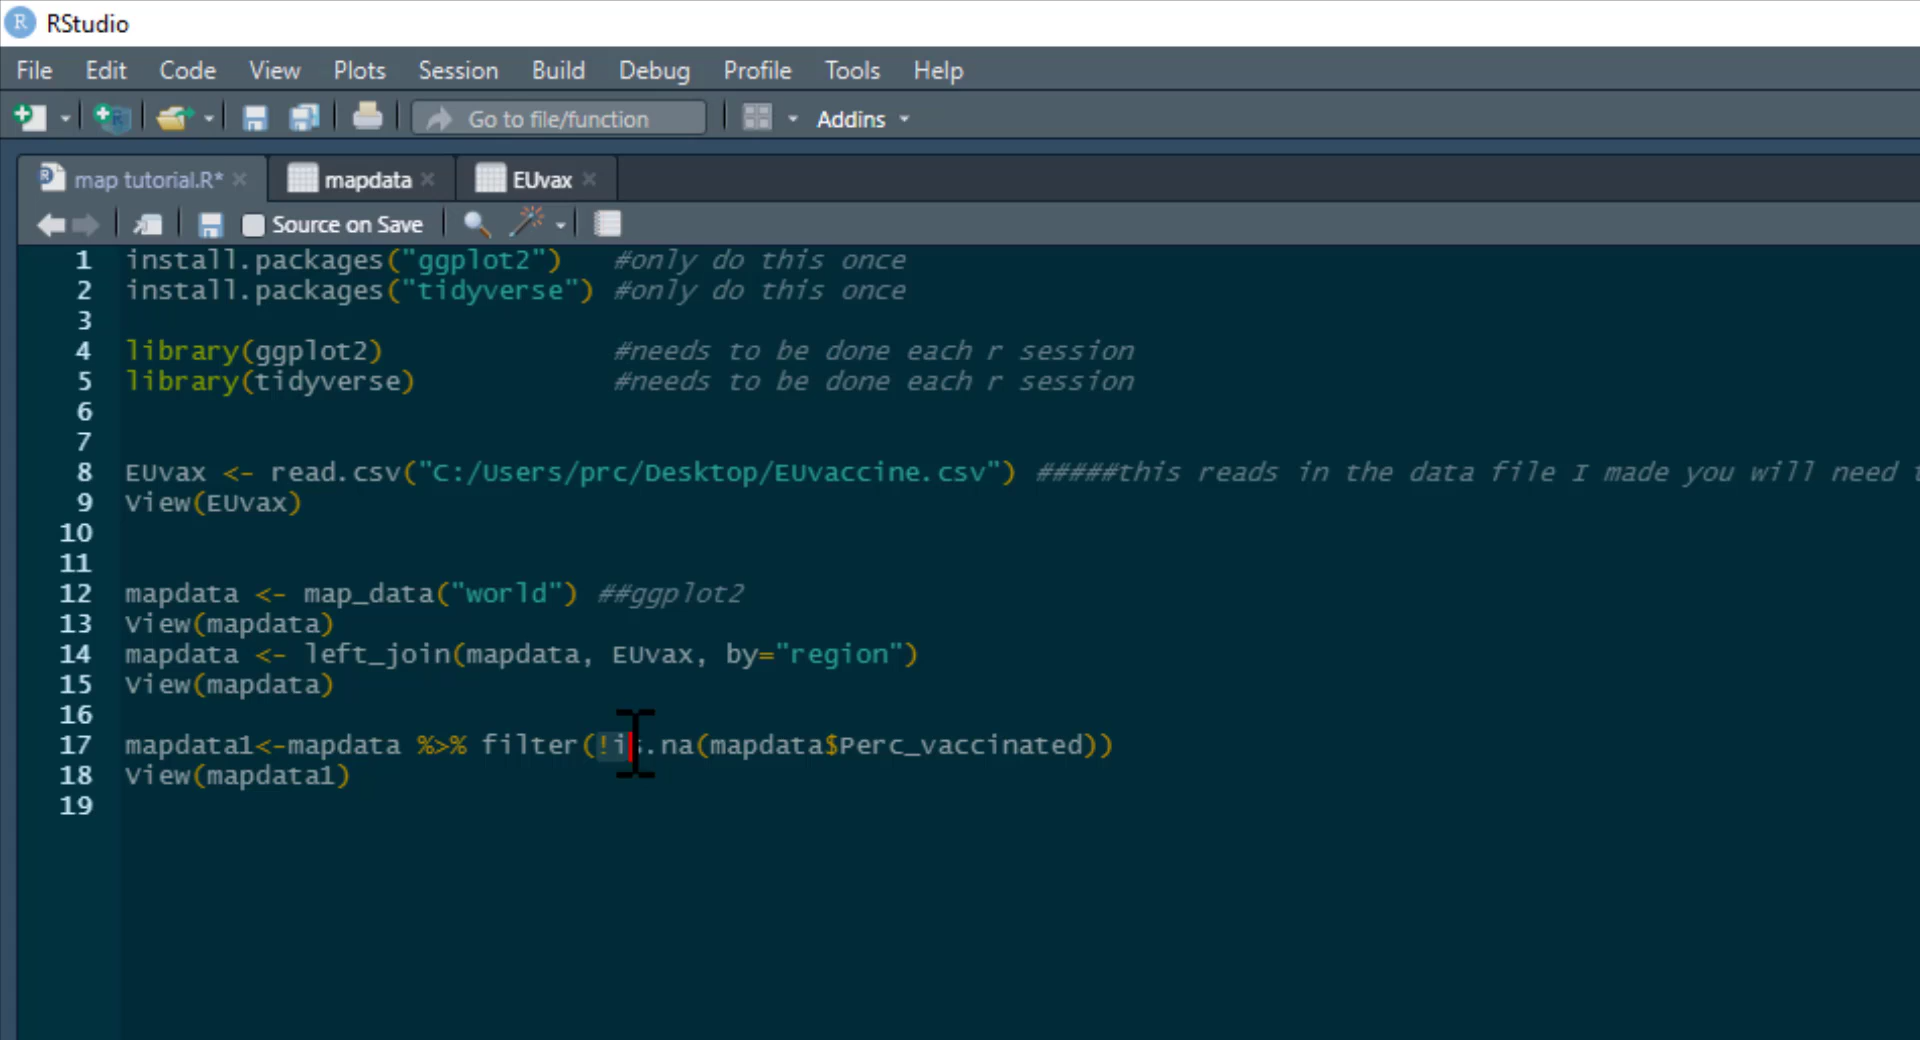 RStudio
File Edit Code View Plots Session Build Debug Profile Tools Help
Go to file/function Addins
map tutorial.R* mapdata EUvax
Source on Save
1 install.packages("ggplot2") #only do this once
2 install.packages("tidyverse") #only do this once
3
4 library(ggplot2) #needs to be done each r session
5 library(tidyverse) #needs to be done each r session
6
7
8 EUvax <- read.csv("C:/Users/prc/Desktop/EUvaccine.csv") #####this reads in the data file I made you will need
9 View(EUvax)
10
11
12 mapdata <- map_data("world") ##ggplot2
13 View(mapdata)
14 mapdata <- left_join(mapdata, EUvax, by="region")
15 View(mapdata)
16
17 mapdata1<-mapdata %>% filter(!is.na(mapdata$Perc_vaccinated))
18 View(mapdata1)
19